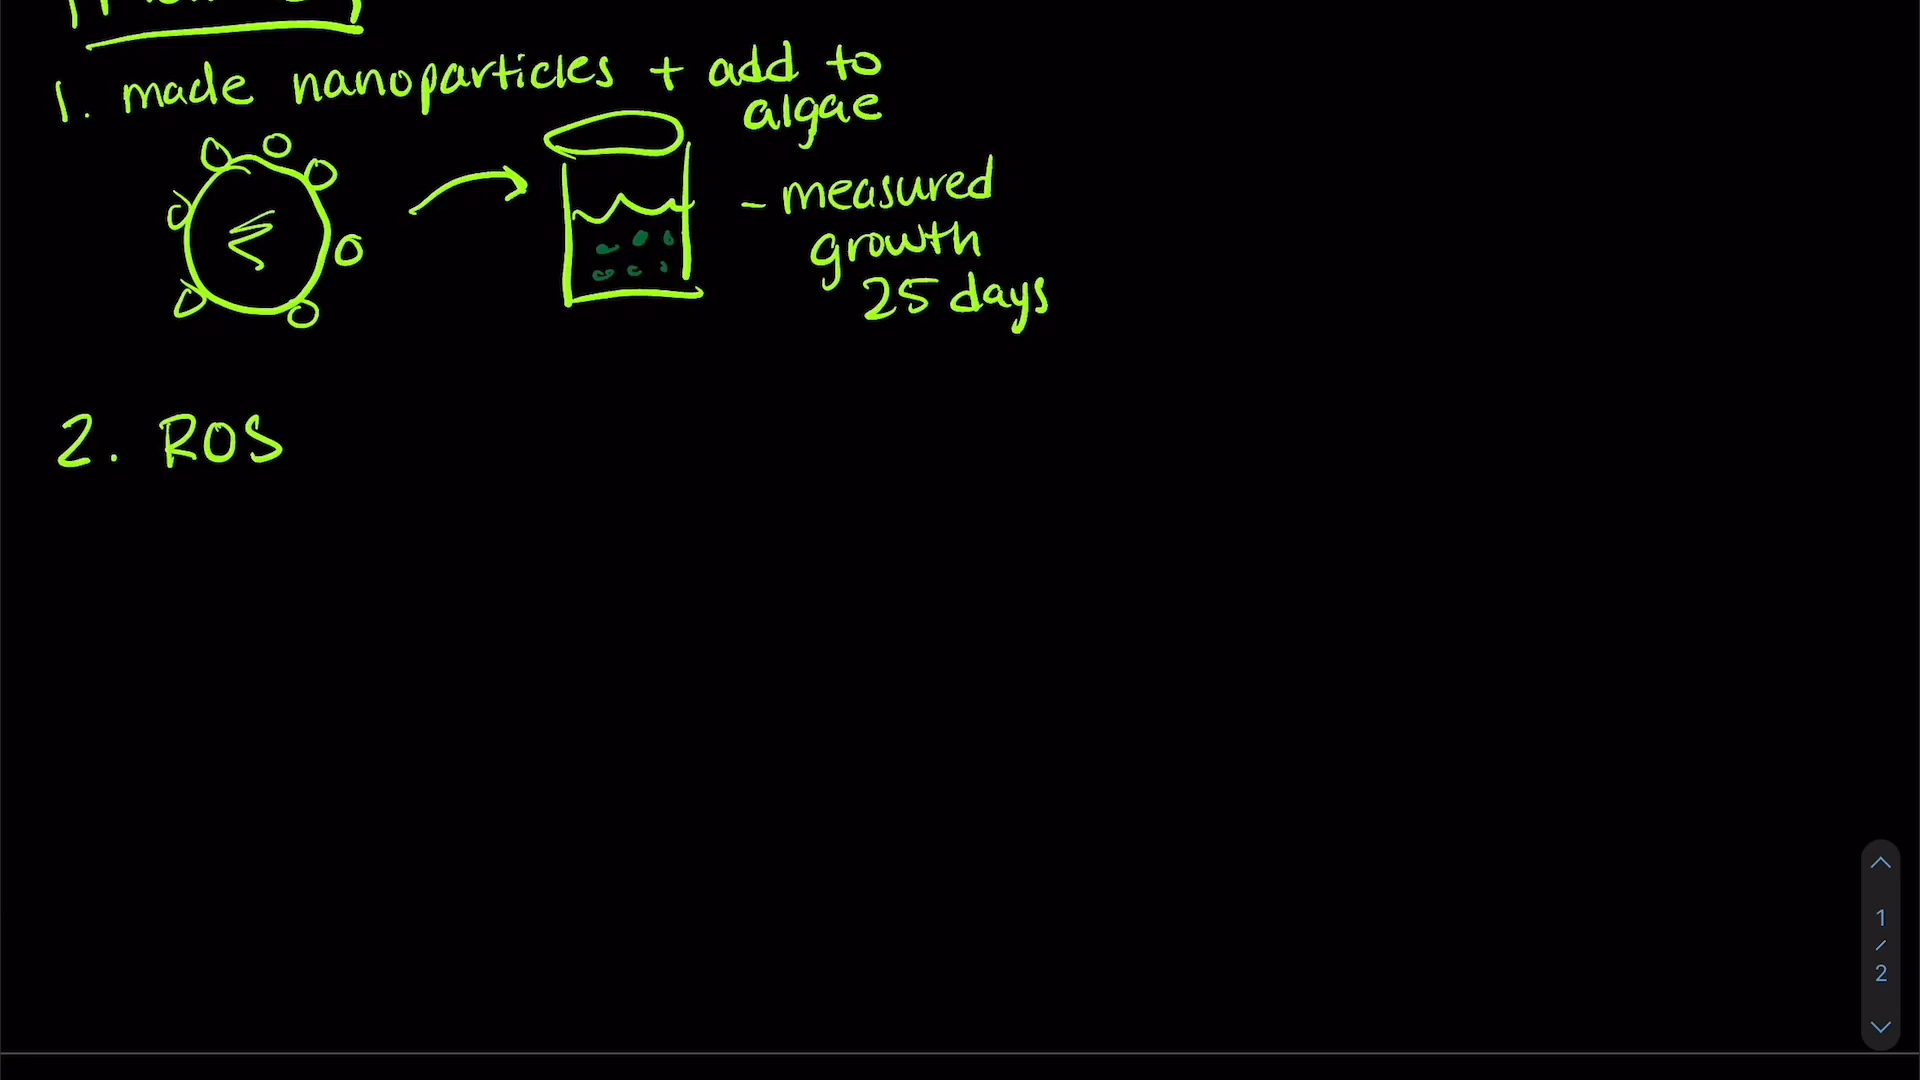 1. made nanoparticles + add to
algae
- measured
growth
25 days
2. ROS
1
/
2